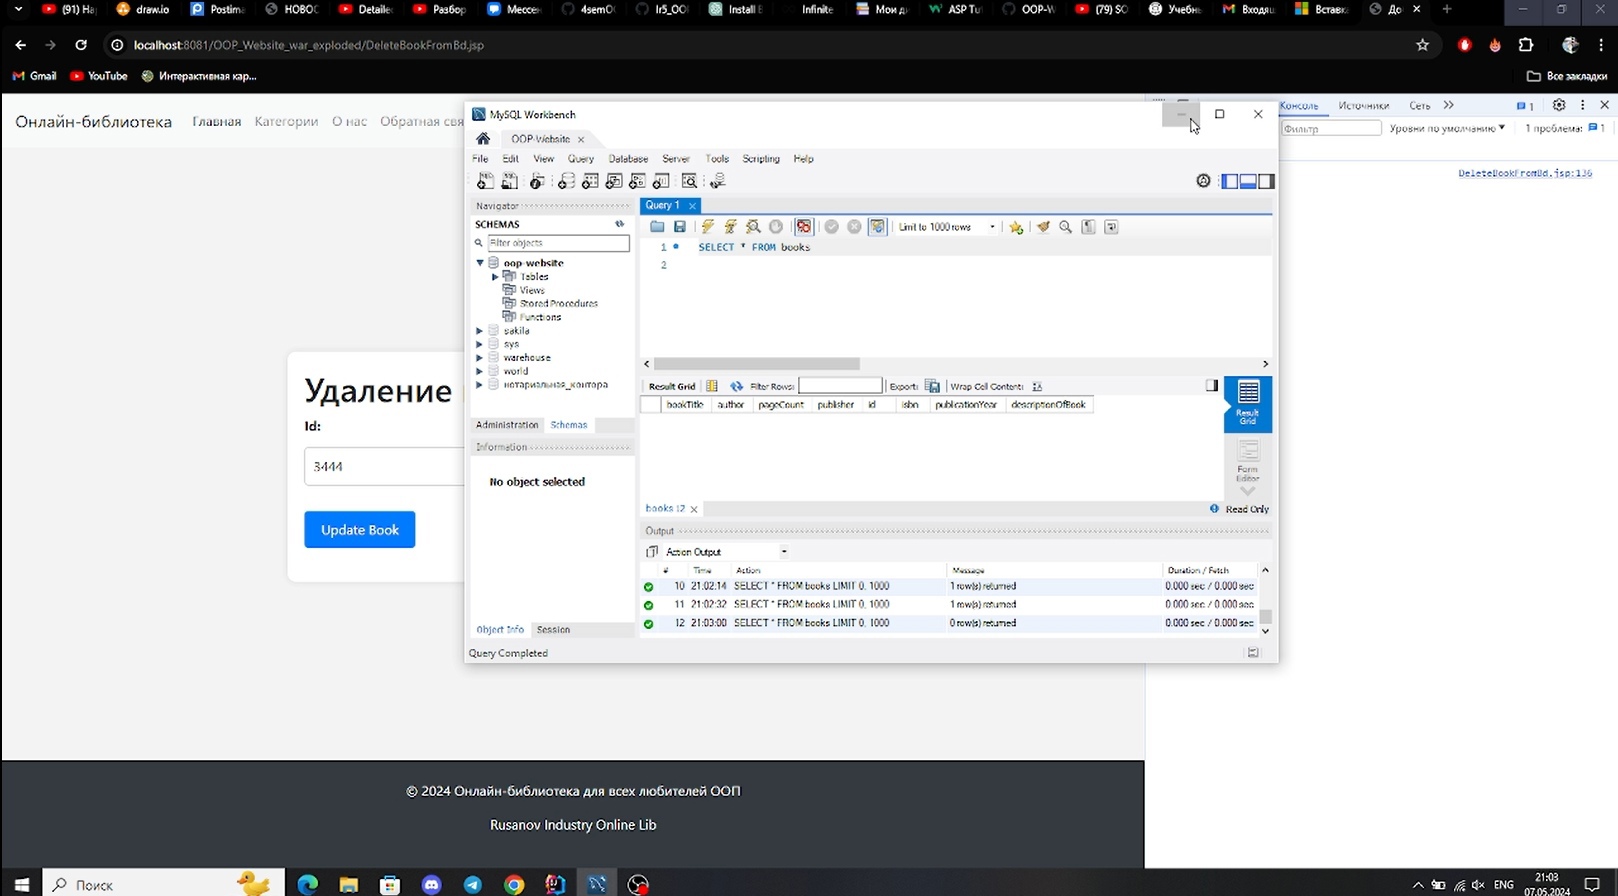 (91) На
draw.io
Postim
НОВОС
Detailed
Разбор
Мессен
4semO
lr5_OO
Install E
Infinite
Мои д
ASP Tu
OOP-W
(79) SO
Учебн
Входящ
Вставк
До
localhost:8081/OOP_Website_war_exploded/DeleteBookFromBd.jsp
Gmail
YouTube
Интерактивная кар...
Все закладки
Онлайн-библиотека
Главная
Категории
О нас
Обратная свя
MySQL Workbench
OOP-Website
File Edit View Query Database Server Tools Scripting Help
Navigator
SCHEMAS
Filter objects
oop-website
Tables
Views
Stored Procedures
Functions
sakila
sys
warehouse
world
нотариальная_контора
Administration Schemas
Information
No object selected
Object Info Session
Query Completed
Query 1
Limit to 1000 rows
1 SELECT * FROM books
2
Result Grid Filter Rows: Export: Wrap Cell Content:
bookTitle author pageCount publisher id isbn publicationYear descriptionOfBook
Result Grid
Form Editor
books 12
Read Only
Output
Action Output
# Time Action Message Duration / Fetch
10 21:02:14 SELECT * FROM books LIMIT 0, 1000 1 row(s) returned 0.000 sec / 0.000 sec
11 21:02:32 SELECT * FROM books LIMIT 0, 1000 1 row(s) returned 0.000 sec / 0.000 sec
12 21:03:00 SELECT * FROM books LIMIT 0, 1000 0 row(s) returned 0.000 sec / 0.000 sec
Консоль Источники Сеть
1
Фильтр
Уровни по умолчанию
1 проблема: 1
DeleteBookFromBd.jsp:136
Удаление
Id:
3444
Update Book
© 2024 Онлайн-библиотека для всех любителей ООП
Rusanov Industry Online Lib
Поиск
ENG
21:03
07.05.2024